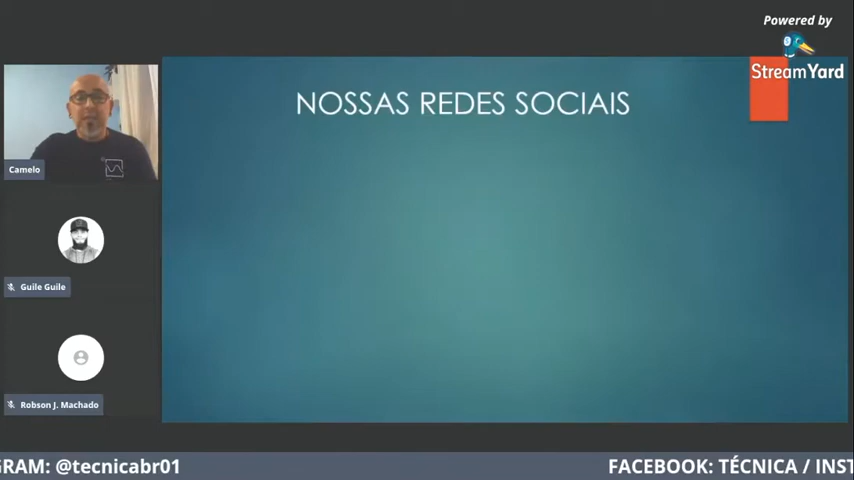 Powered by
StreamYard
NOSSAS REDES SOCIAIS
Camelo
Guile Guile
Robson J. Machado
GRAM: @tecnicabr01
FACEBOOK: TÉCNICA / INST